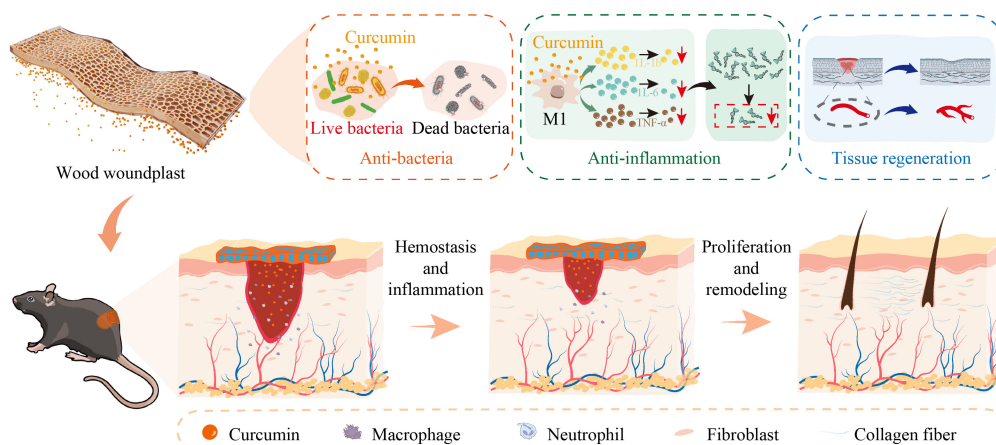 Curcumin
Live bacteria
Dead bacteria
Anti-bacteria
Curcumin
M1
IL-1β
IL-6
TNF-α
Anti-inflammation
Tissue regeneration
Wood woundplast
Hemostasis
and
inflammation
Proliferation
and
remodeling
Curcumin
Macrophage
Neutrophil
Fibroblast
Collagen fiber